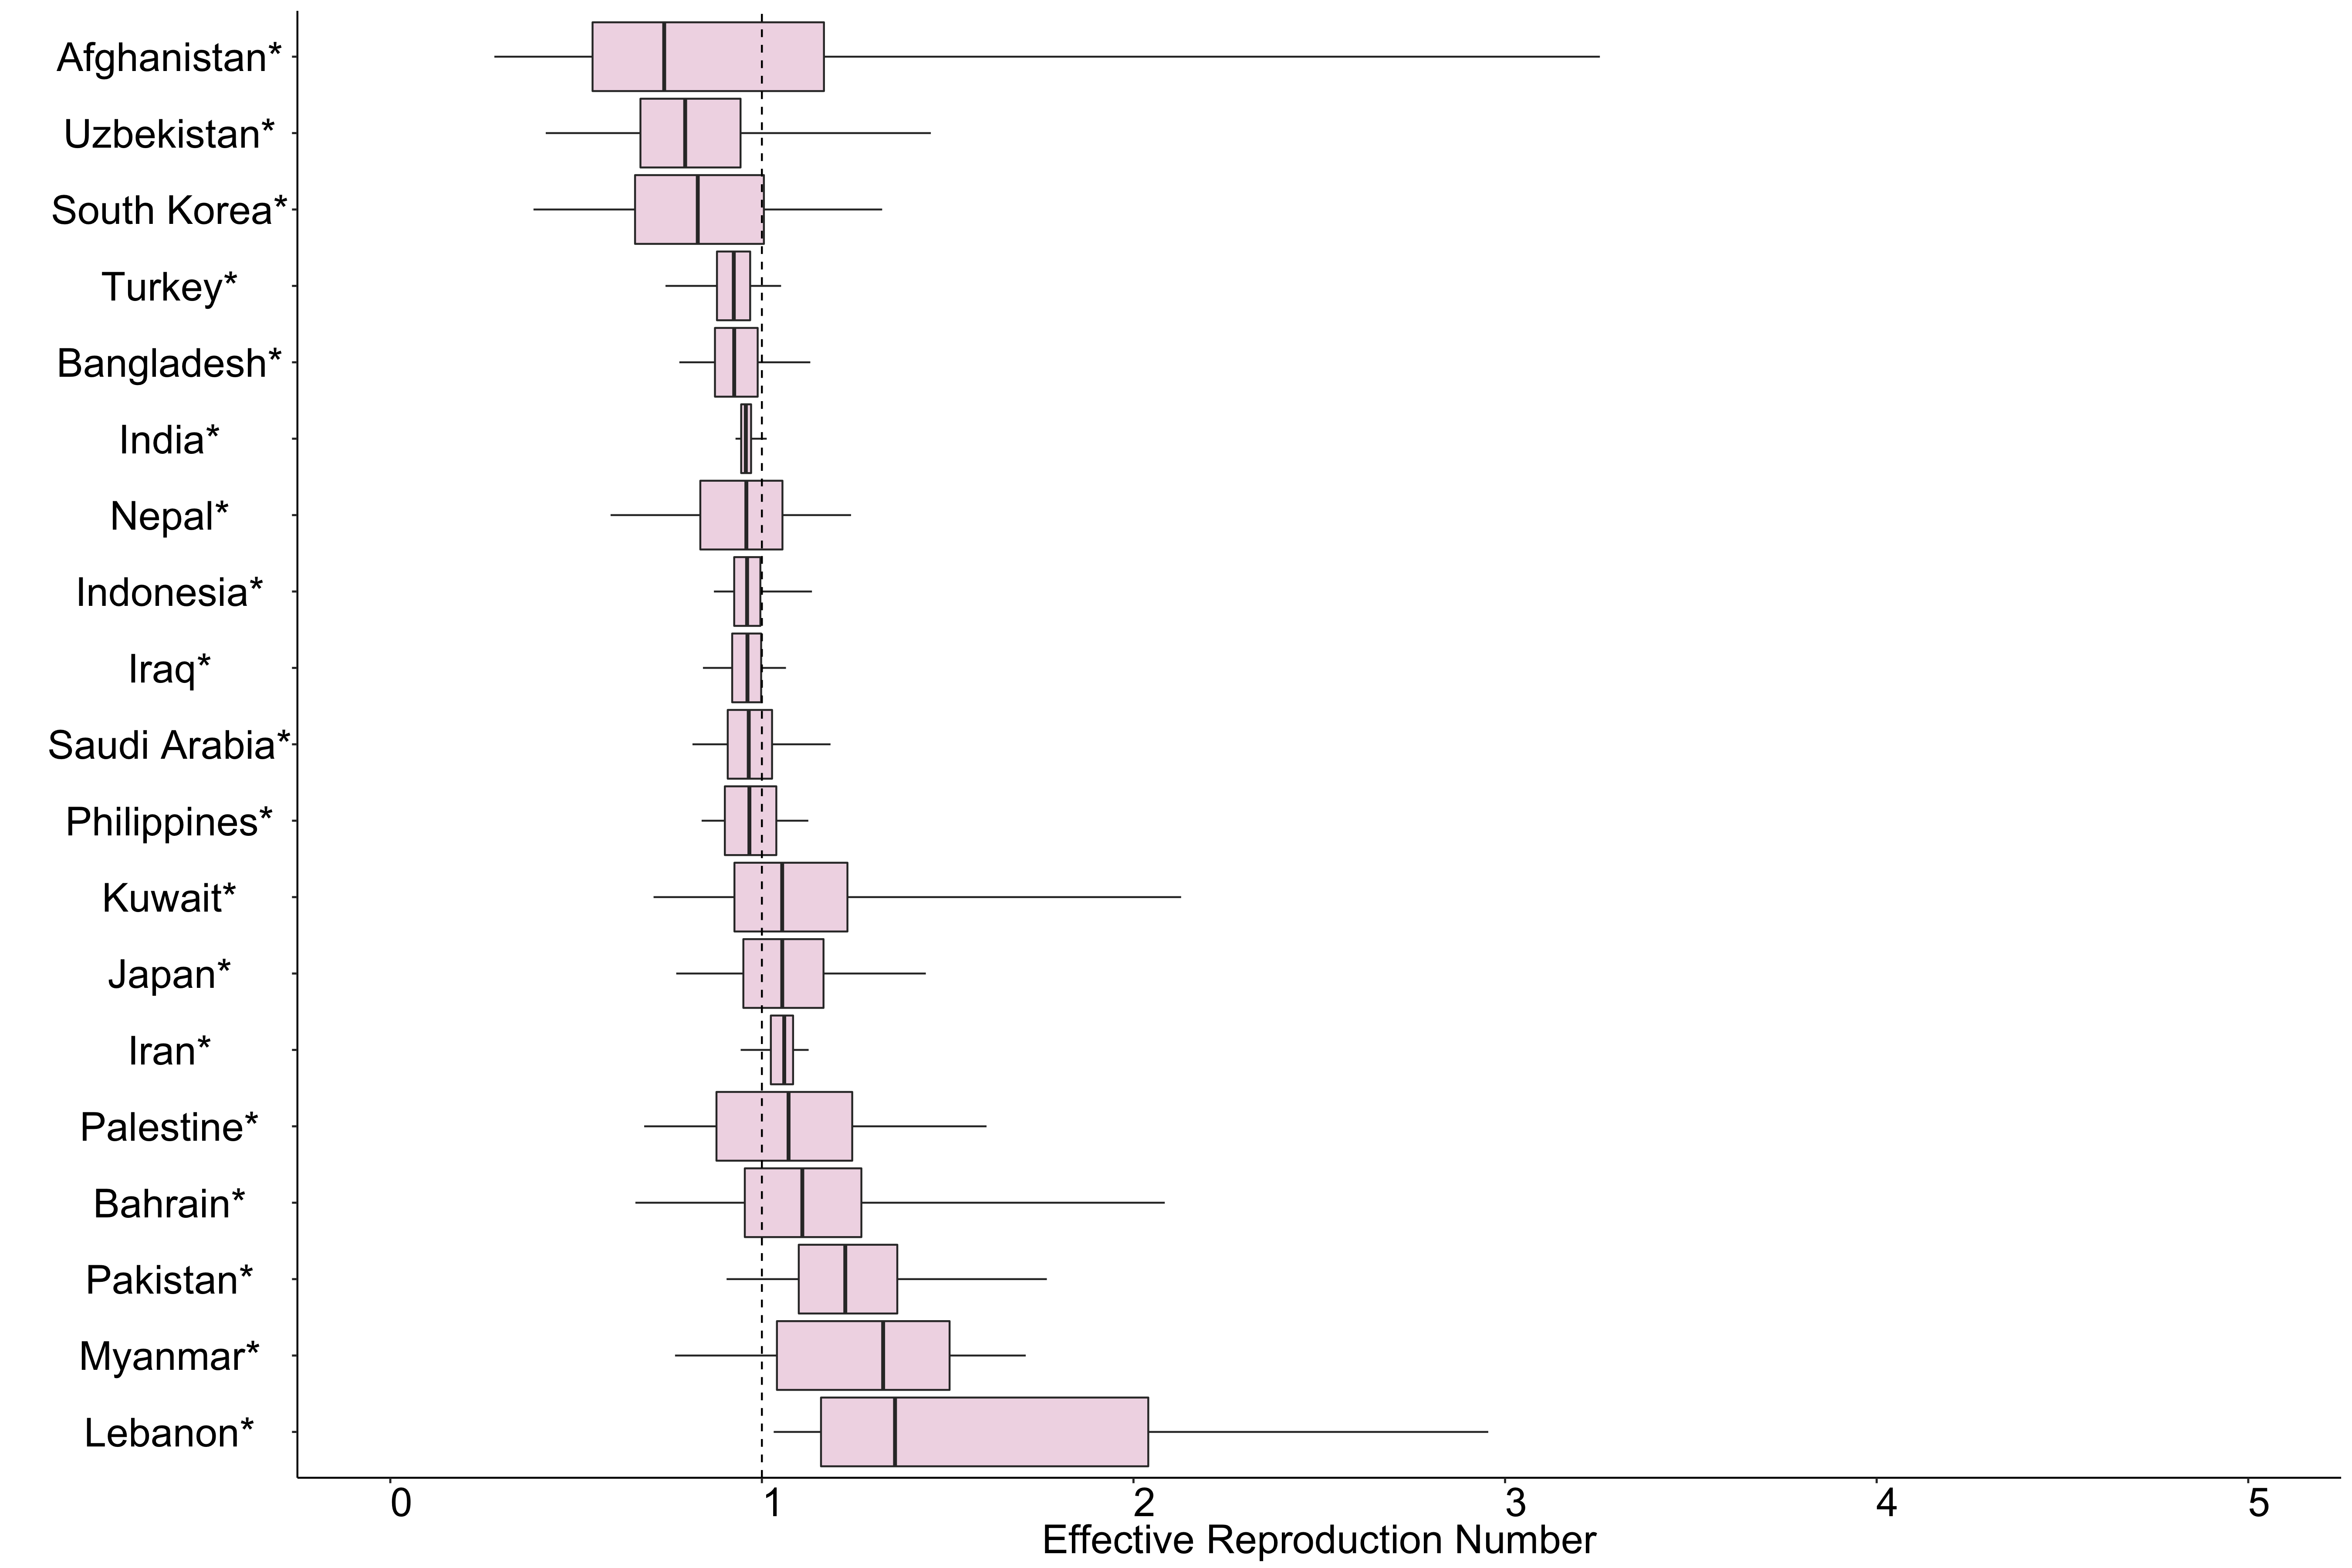 Afghanistan*
Uzbekistan*
South Korea*
Turkey*
Bangladesh*
India*
Nepal*
Indonesia*
Iraq*
Saudi Arabia*
Philippines*
Kuwait*
Japan*
Iran*
Palestine*
Bahrain*
Pakistan*
Myanmar*
Lebanon*
0 1 2 3 4 5
Effective Reproduction Number